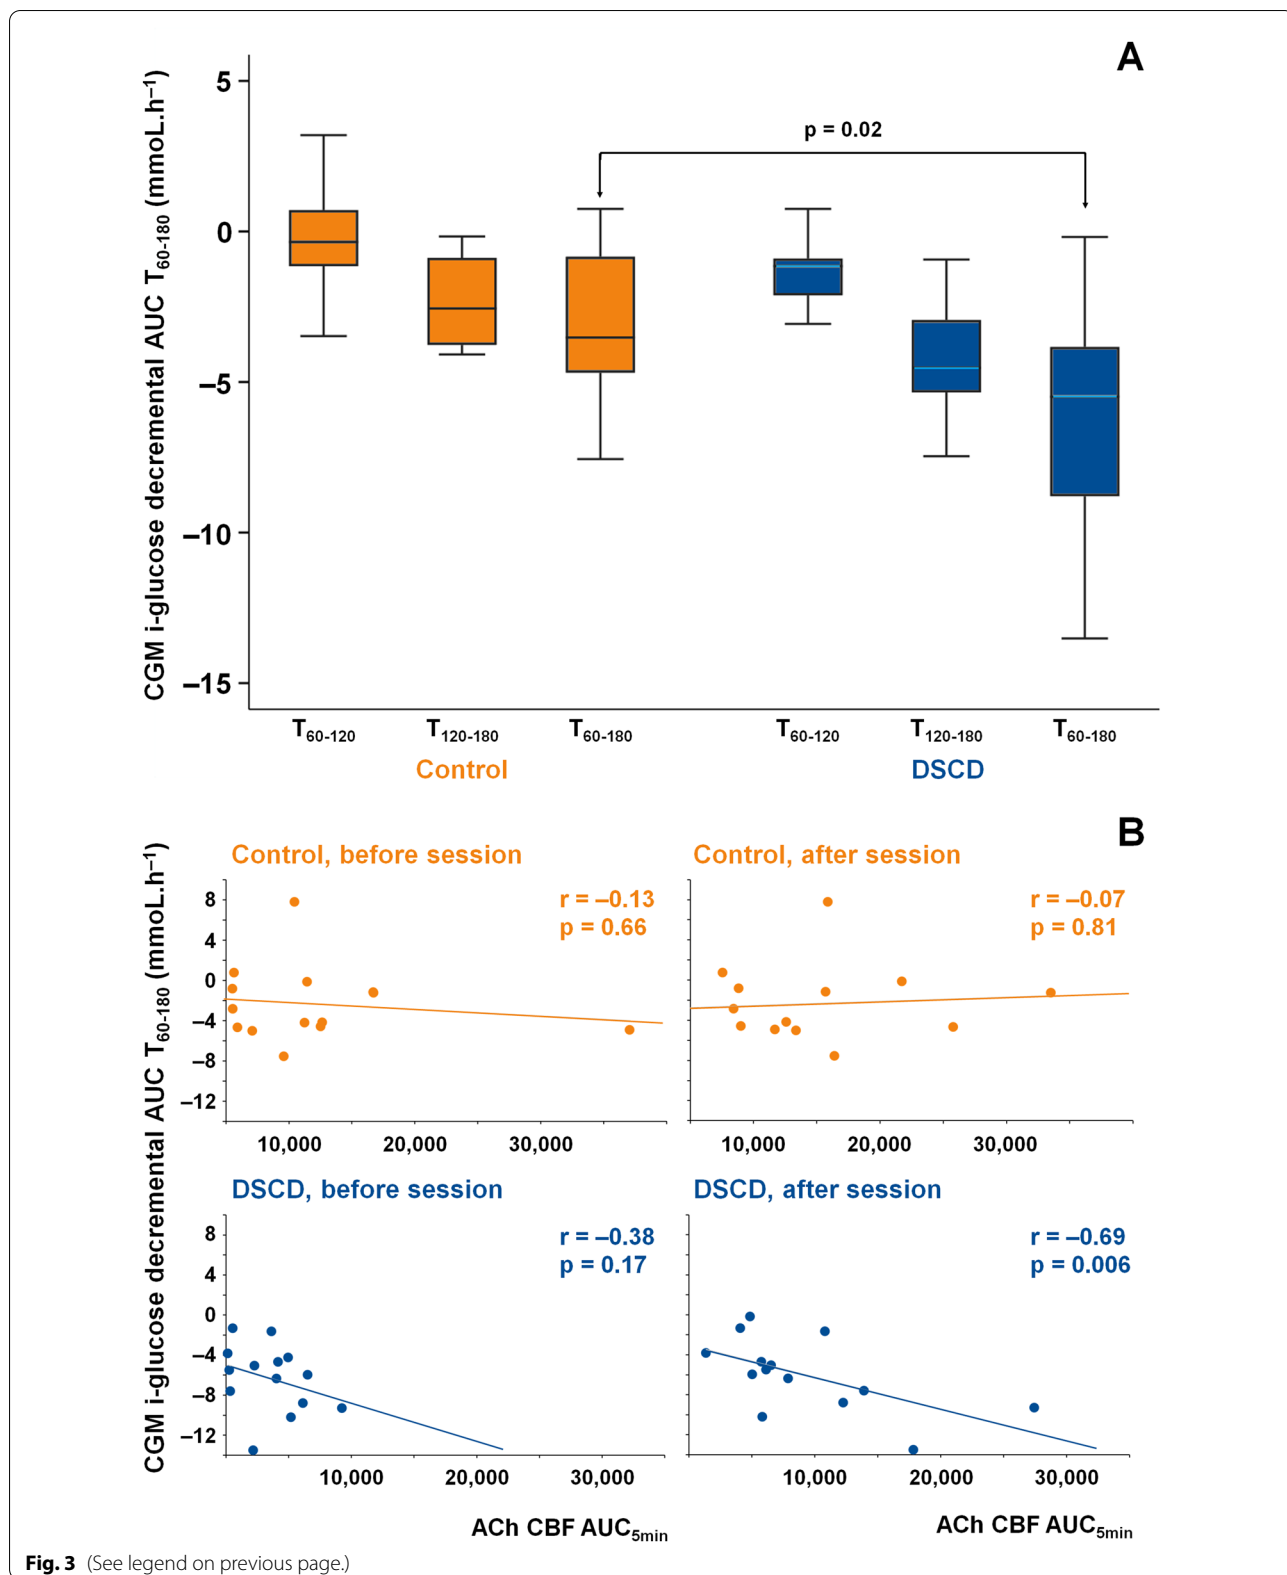 A
CGM i-glucose decremental AUC T60-180 (mmoL.h–1)
p = 0.02
5
0
–5
–10
–15
T60-120 T120-180 T60-180 T60-120 T120-180 T60-180
Control DSCD
B
CGM i-glucose decremental AUC T60-180 (mmoL.h–1)
Control, before session
r = –0.13
p = 0.66
8
4
0
–4
–8
–12
10,000 20,000 30,000
Control, after session
r = –0.07
p = 0.81
10,000 20,000 30,000
DSCD, before session
r = –0.38
p = 0.17
8
4
0
–4
–8
–12
10,000 20,000 30,000
ACh CBF AUC5min
DSCD, after session
r = –0.69
p = 0.006
10,000 20,000 30,000
ACh CBF AUC5min
Fig. 3 (See legend on previous page.)